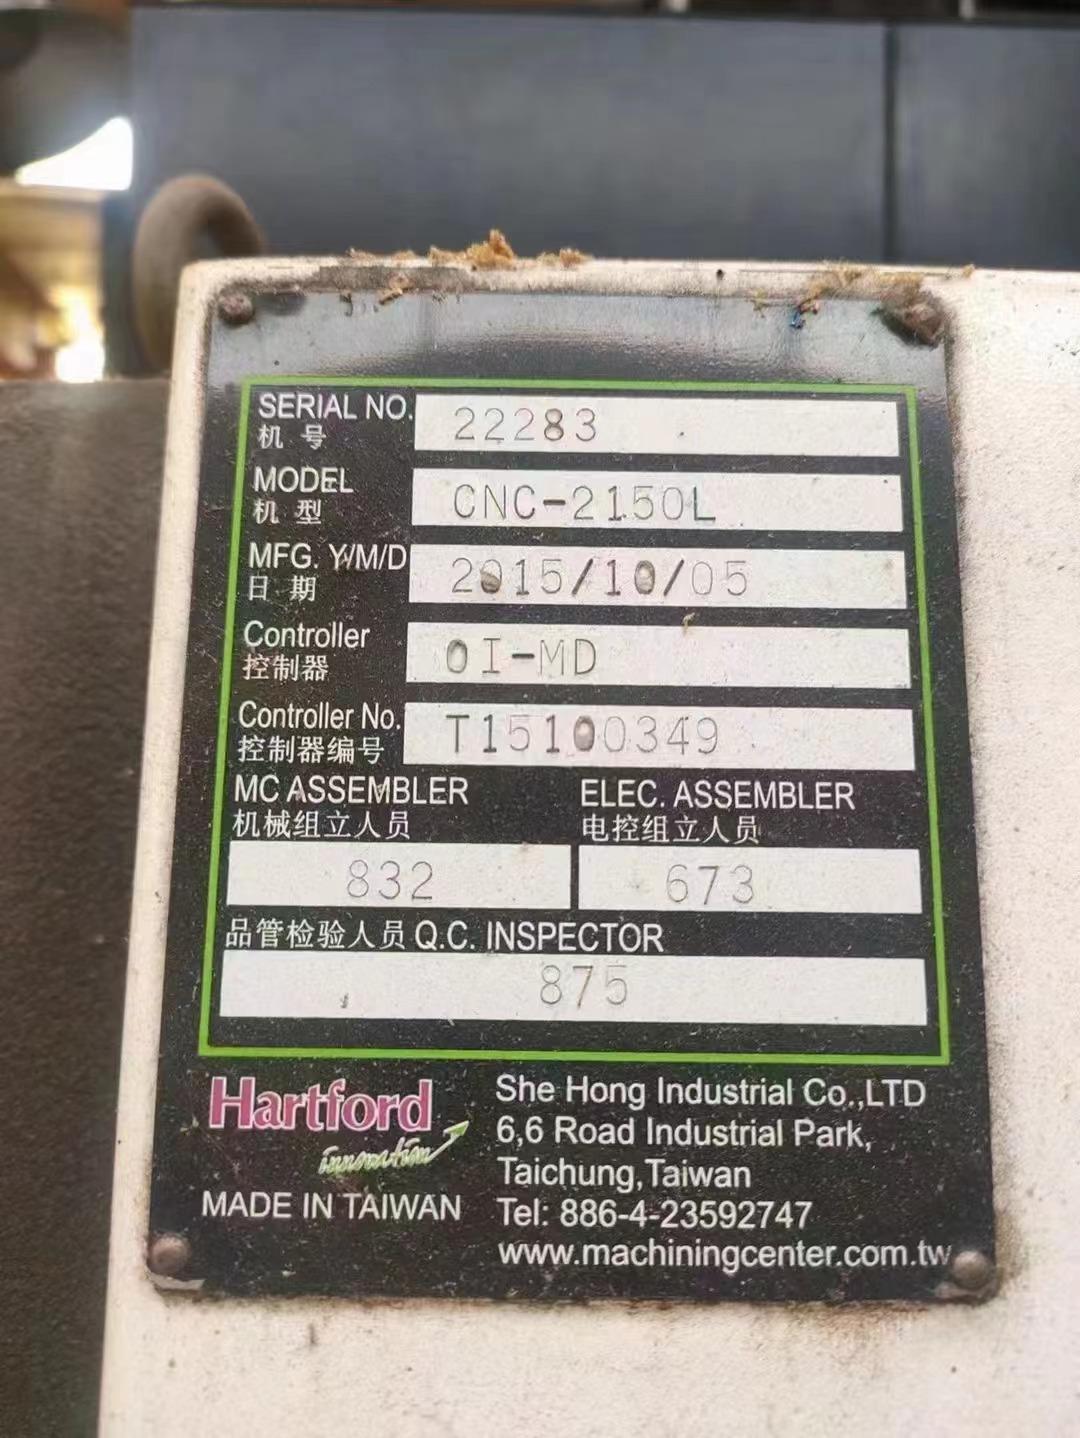 SERIAL NO.
机 号
22283
MODEL
机 型
CNC-2150L
MFG. Y/M/D
日 期
2015/10/05
Controller
控制器
0I-MD
Controller No.
控制器编号
T15100349
MC ASSEMBLER
机械组立人员
832
ELEC. ASSEMBLER
电控组立人员
673
品管检验人员 Q.C. INSPECTOR
875
Hartford
innovation
MADE IN TAIWAN
She Hong Industrial Co.,LTD
6,6 Road Industrial Park,
Taichung,Taiwan
Tel: 886-4-23592747
www.machiningcenter.com.tw